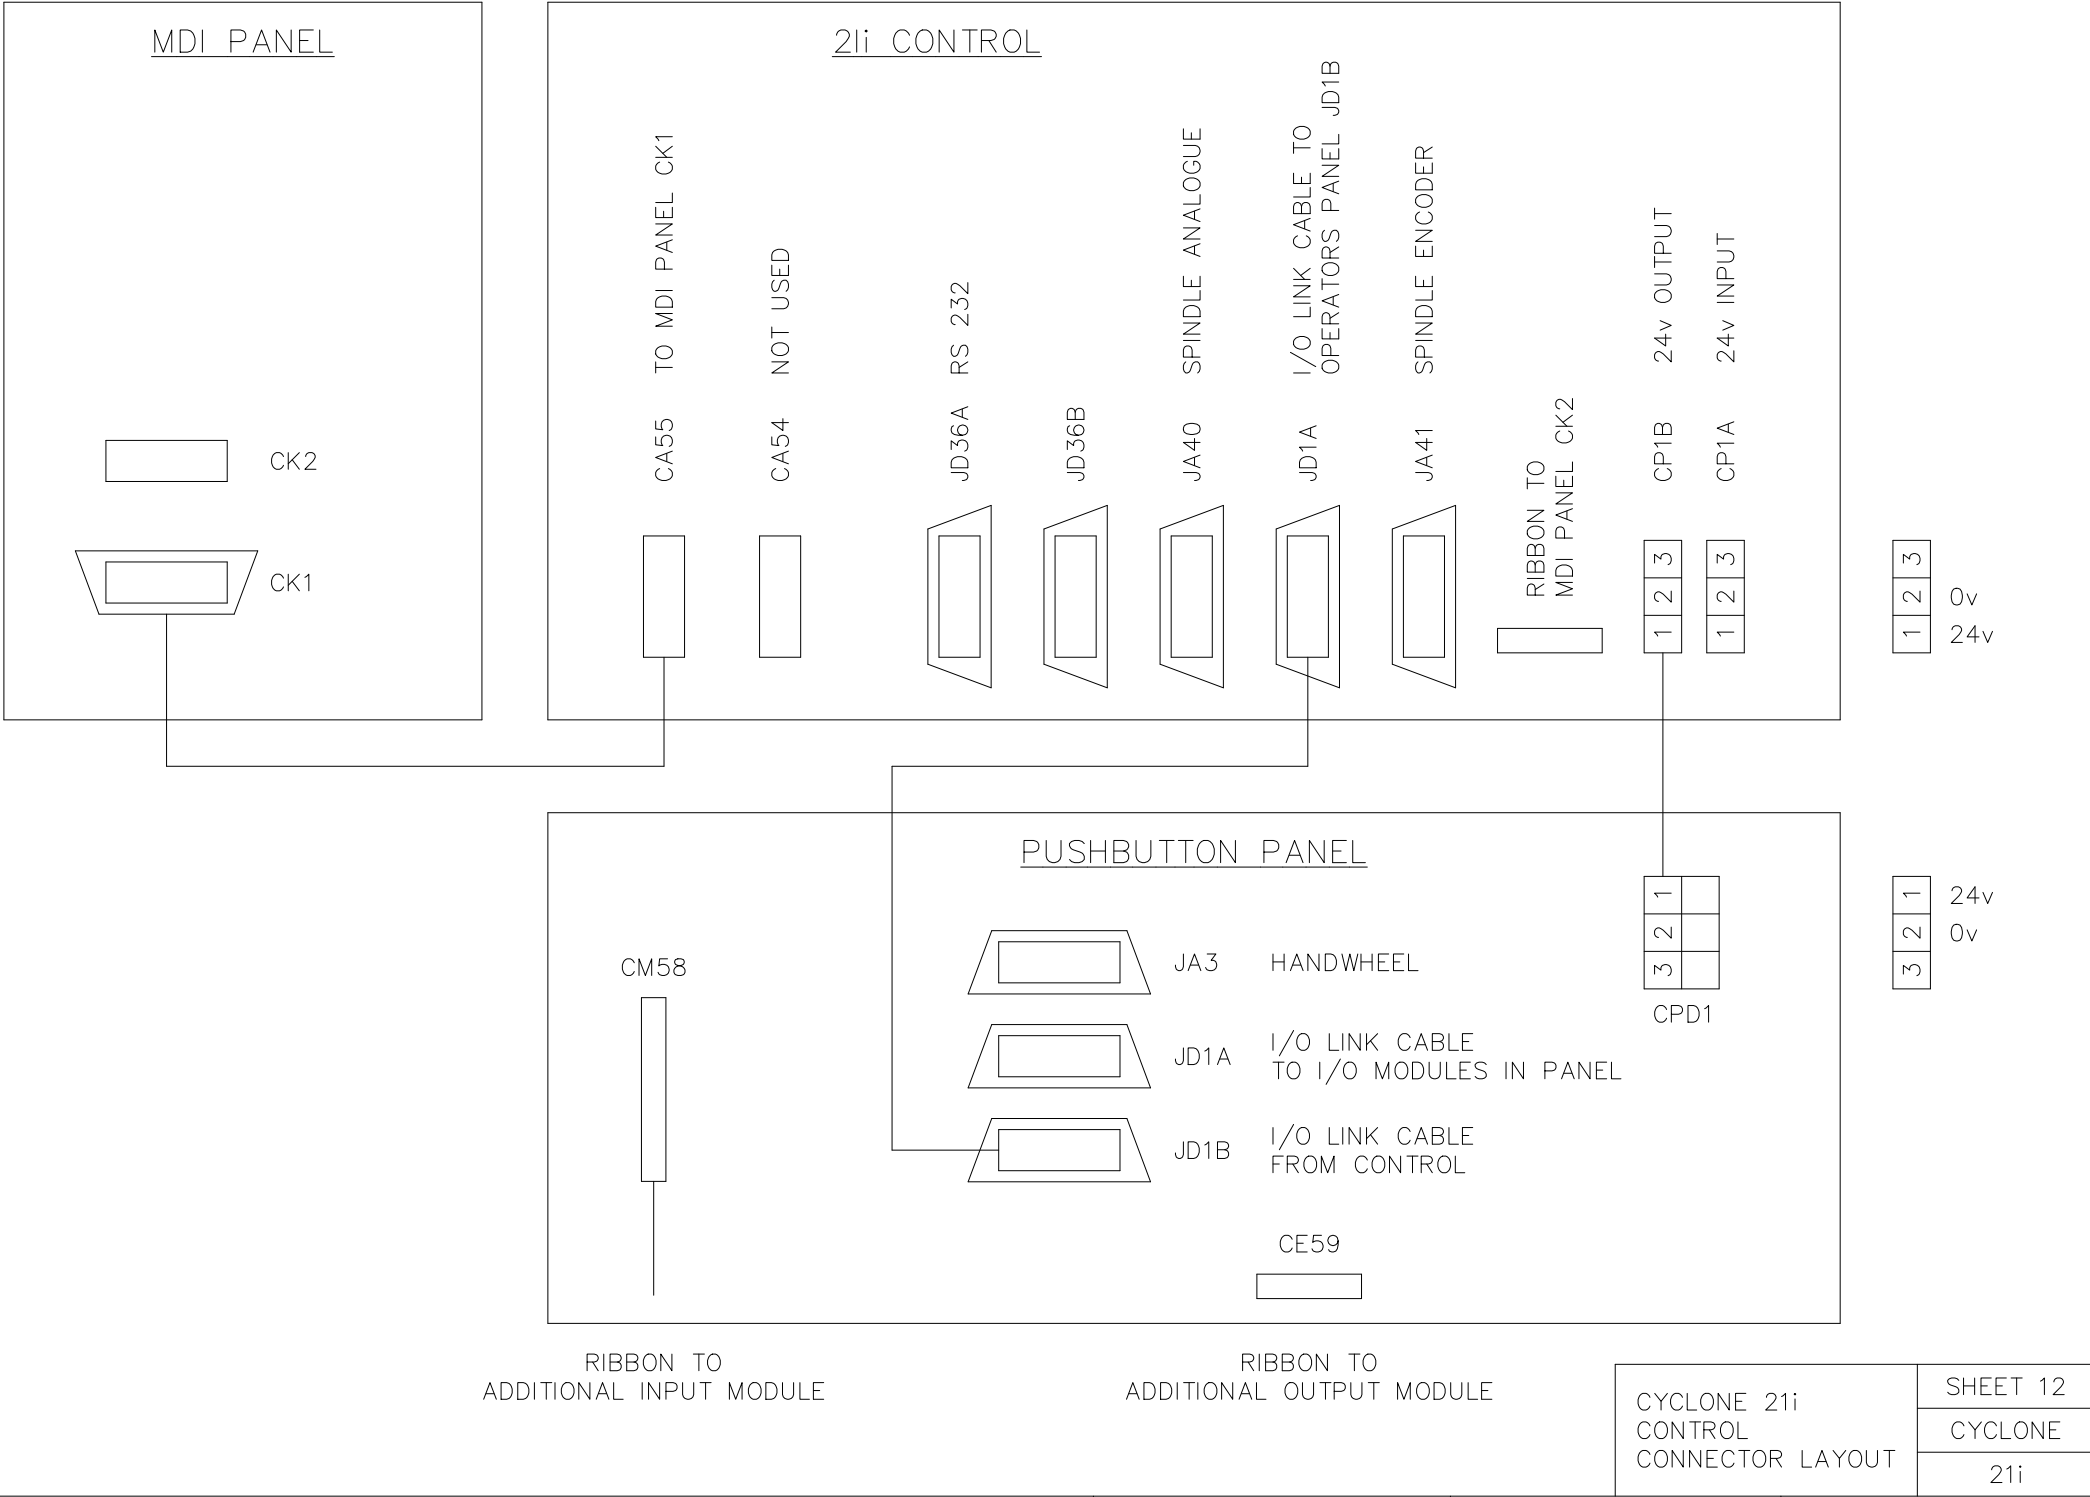 MDI PANEL
CK2
CK1
2Ii CONTROL
CA55 TO MDI PANEL CK1
CA54 NOT USED
JD36A RS 232
JD36B
JA40 SPINDLE ANALOGUE
JD1A I/O LINK CABLE TO
OPERATORS PANEL JD1B
JA41 SPINDLE ENCODER
RIBBON TO
MDI PANEL CK2
CP1B 24v OUTPUT
CP1A 24v INPUT
1 2 3
1 2 3
1 2 3
0v
24v
PUSHBUTTON PANEL
CM58
JA3 HANDWHEEL
JD1A I/O LINK CABLE
TO I/O MODULES IN PANEL
JD1B I/O LINK CABLE
FROM CONTROL
CE59
1
2
3
CPD1
1 24v
2 0v
3
RIBBON TO
ADDITIONAL INPUT MODULE
RIBBON TO
ADDITIONAL OUTPUT MODULE
CYCLONE 21i
CONTROL
CONNECTOR LAYOUT
SHEET 12
CYCLONE
21i